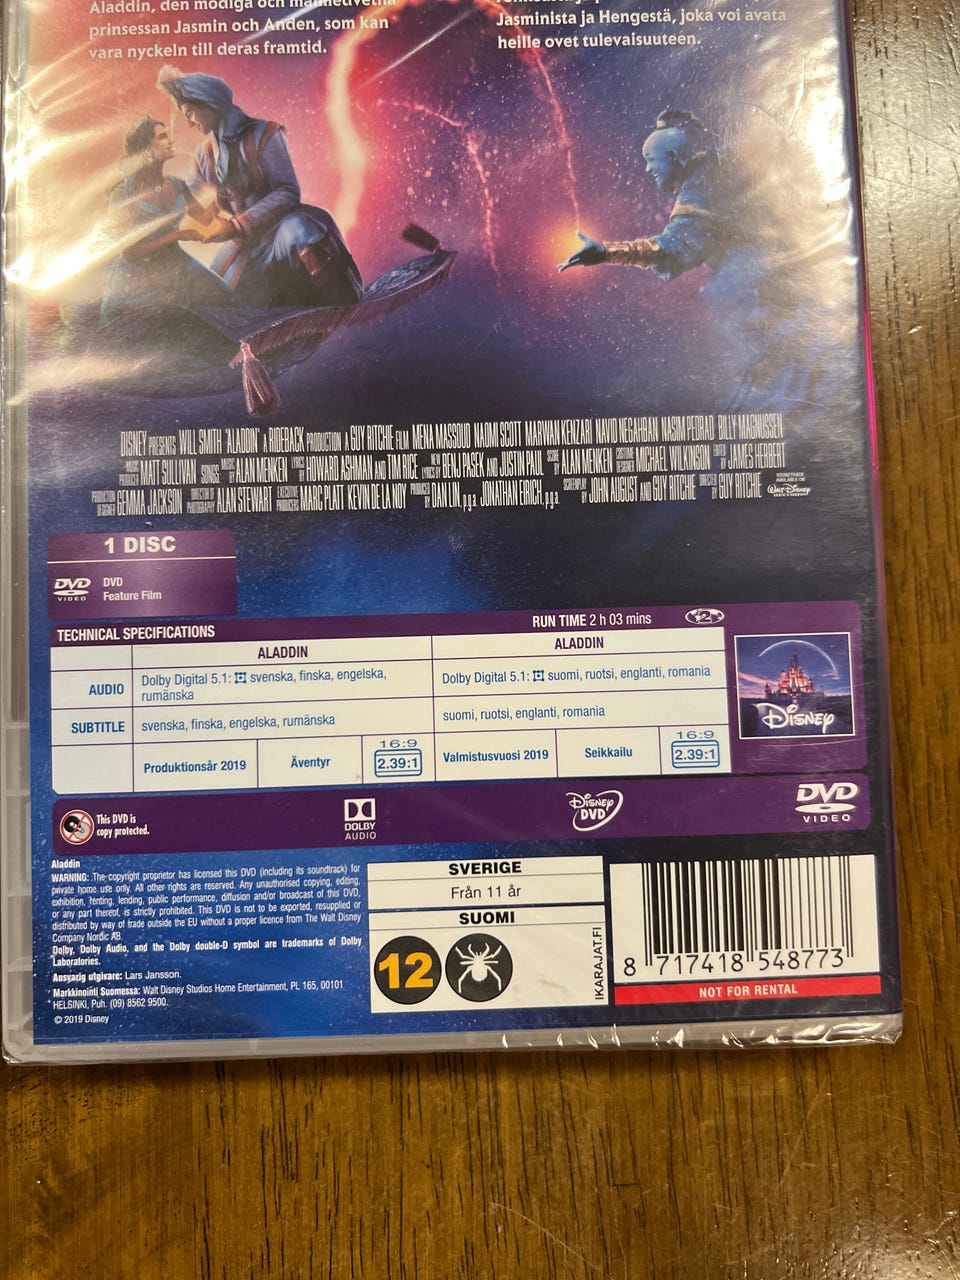 Aladdin, den modiga och
prinsessan Jasmin och Anden, som kan
vara nyckeln till deras framtid.
Jasminista ja Hengestä, joka voi avata
heille ovet tulevaisuuteen.
DISNEY PRESENTS WILL SMITH "ALADDIN" A RIDEBACK PRODUCTION A GUY RITCHIE FILM MENA MASSOUD NAOMI SCOTT MARWAN KENZARI NAVID NEGAHBAN NASIM PEDRAD BILLY MAGNUSSEN
MUSIC PRODUCER MATT SULLIVAN SONGS: MUSIC BY ALAN MENKEN LYRICS BY HOWARD ASHMAN AND TIM RICE NEW LYRICS BY BENJ PASEK AND JUSTIN PAUL SCORE BY ALAN MENKEN COSTUME DESIGNER MICHAEL WILKINSON EDITED BY JAMES HERBERT
PRODUCTION DESIGNER GEMMA JACKSON DIRECTOR OF PHOTOGRAPHY ALAN STEWART EXECUTIVE PRODUCERS MARC PLATT KEVIN DE LA NOY PRODUCED BY DAN LIN, p.g.a. JONATHAN EIRICH, p.g.a. SCREENPLAY BY JOHN AUGUST AND GUY RITCHIE DIRECTED BY GUY RITCHIE
SOUNDTRACK AVAILABLE ON
WALT DISNEY RECORDS
1 DISC
DVD VIDEO
DVD
Feature Film
TECHNICAL SPECIFICATIONS
RUN TIME 2 h 03 mins
2
ALADDIN
ALADDIN
AUDIO
Dolby Digital 5.1: svenska, finska, engelska,
rumänska
Dolby Digital 5.1: suomi, ruotsi, englanti, romania
SUBTITLE
svenska, finska, engelska, rumänska
suomi, ruotsi, englanti, romania
Produktionsår 2019
Äventyr
16:9
2.39:1
Valmistusvuosi 2019
Seikkailu
16:9
2.39:1
Disney
This DVD is
copy protected.
DOLBY
AUDIO
Disney
DVD
DVD
VIDEO
Aladdin
WARNING: The copyright proprietor has licensed this DVD (including its soundtrack) for
private home use only. All other rights are reserved. Any unauthorised copying, editing,
exhibition, renting, lending, public performance, diffusion and/or broadcast of this DVD,
or any part thereof, is strictly prohibited. This DVD is not to be exported, resupplied or
distributed by way of trade outside the EU without a proper licence from The Walt Disney
Company Nordic AB.
Dolby, Dolby Audio, and the Dolby double-D symbol are trademarks of Dolby
Laboratories.
Ansvarig utgivare: Lars Jansson.
Markkinointi Suomessa: Walt Disney Studios Home Entertainment, PL 165, 00101
HELSINKI, Puh. (09) 8562 9500.
© 2019 Disney
SVERIGE
Från 11 år
SUOMI
12
IKARAJAT.FI
8 717418 548773
NOT FOR RENTAL